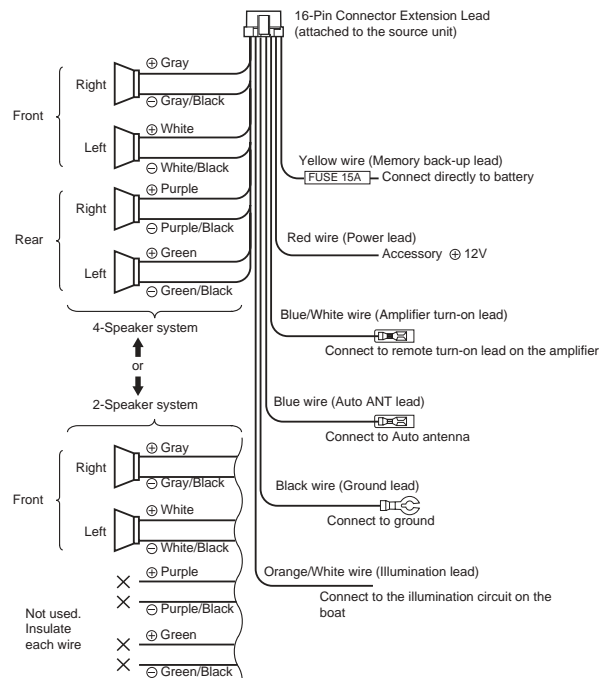 16-Pin Connector Extension Lead
(attached to the source unit)
⊕ Gray
Right
⊖ Gray/Black
Front
⊕ White
Left
⊖ White/Black
⊕ Purple
Right
⊖ Purple/Black
Rear
⊕ Green
Left
⊖ Green/Black
4-Speaker system
or
2-Speaker system
⊕ Gray
Right
⊖ Gray/Black
Front
⊕ White
Left
⊖ White/Black
⊕ Purple
⊖ Purple/Black
Not used.
Insulate
each wire
⊕ Green
⊖ Green/Black
Yellow wire (Memory back-up lead)
FUSE 15A
Connect directly to battery
Red wire (Power lead)
Accessory ⊕ 12V
Blue/White wire (Amplifier turn-on lead)
Connect to remote turn-on lead on the amplifier
Blue wire (Auto ANT lead)
Connect to Auto antenna
Black wire (Ground lead)
Connect to ground
Orange/White wire (Illumination lead)
Connect to the illumination circuit on the
boat